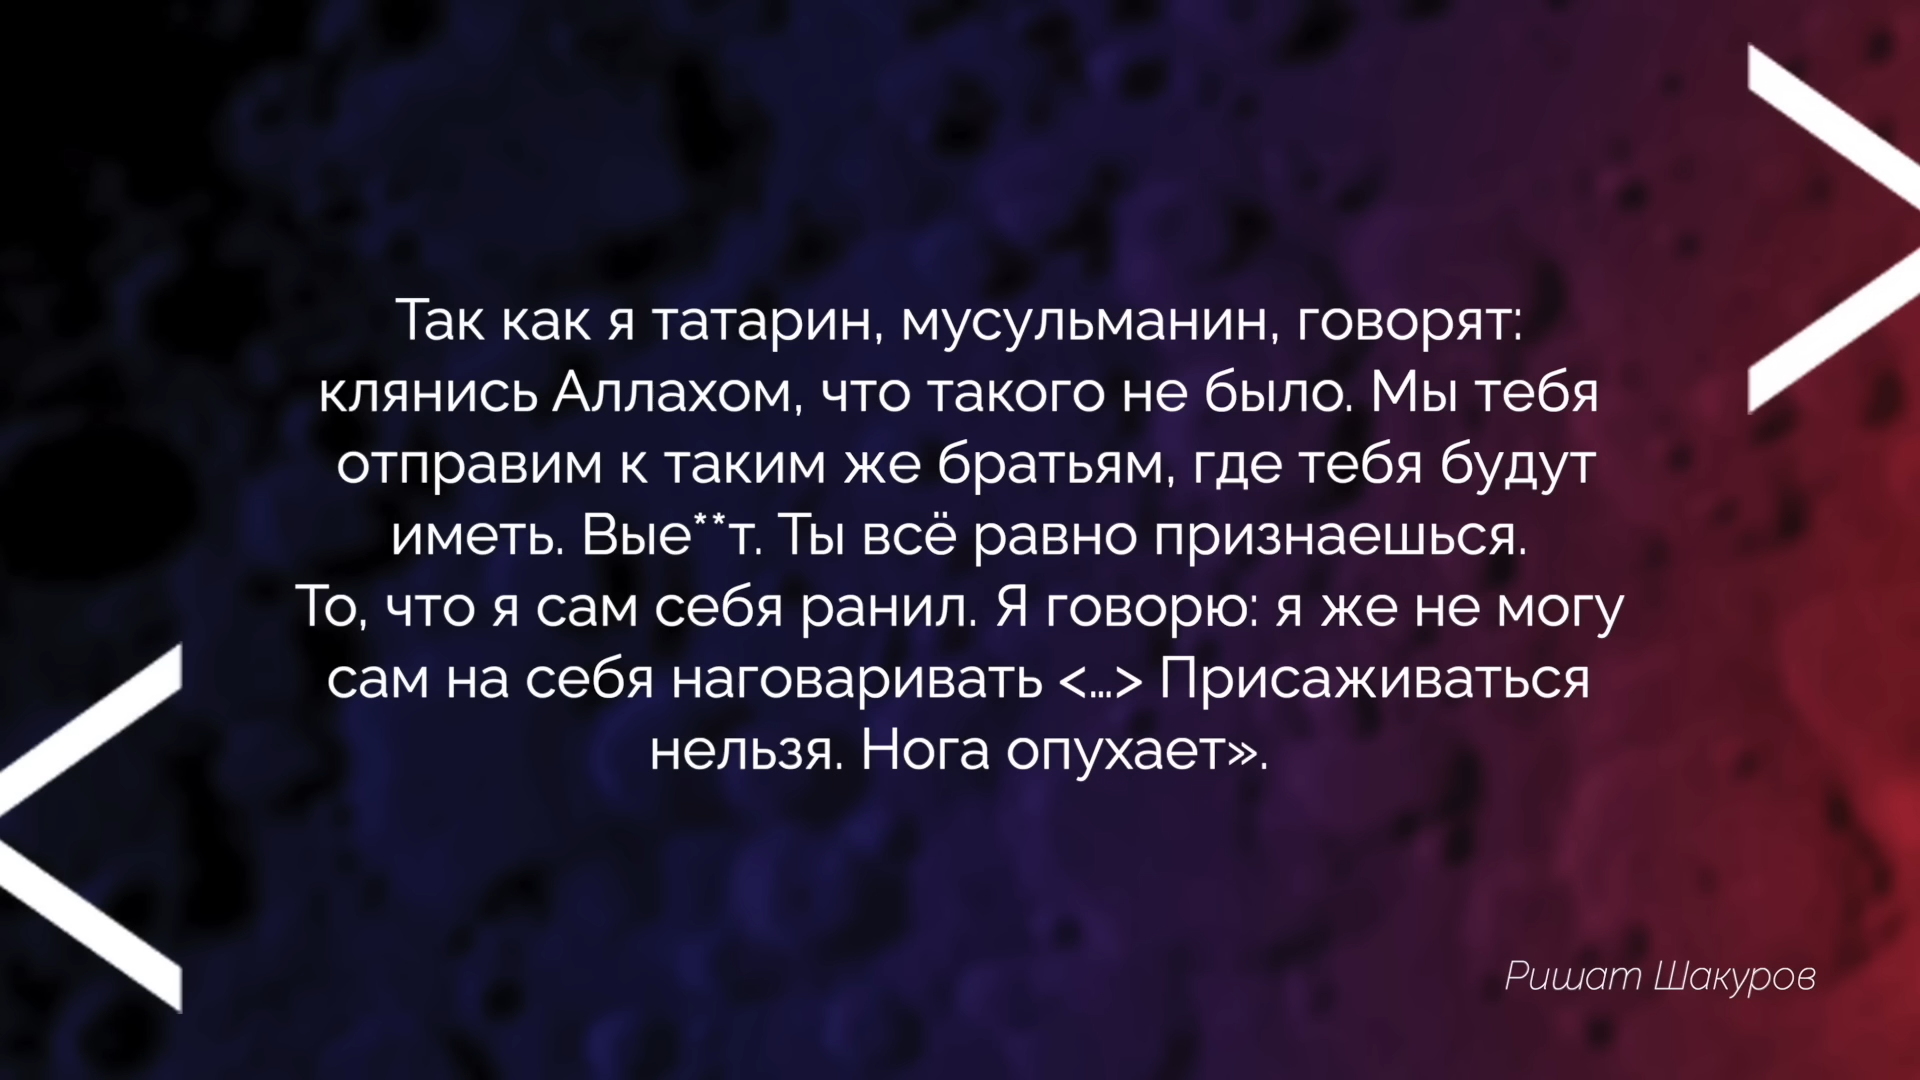 Так как я татарин, мусульманин, говорят:
клянись Аллахом, что такого не было. Мы тебя
отправим к таким же братьям, где тебя будут
иметь. Вые**т. Ты всё равно признаешься.
То, что я сам себя ранил. Я говорю: я же не могу
сам на себя наговаривать <…> Присаживаться
нельзя. Нога опухает».
Ришат Шакуров